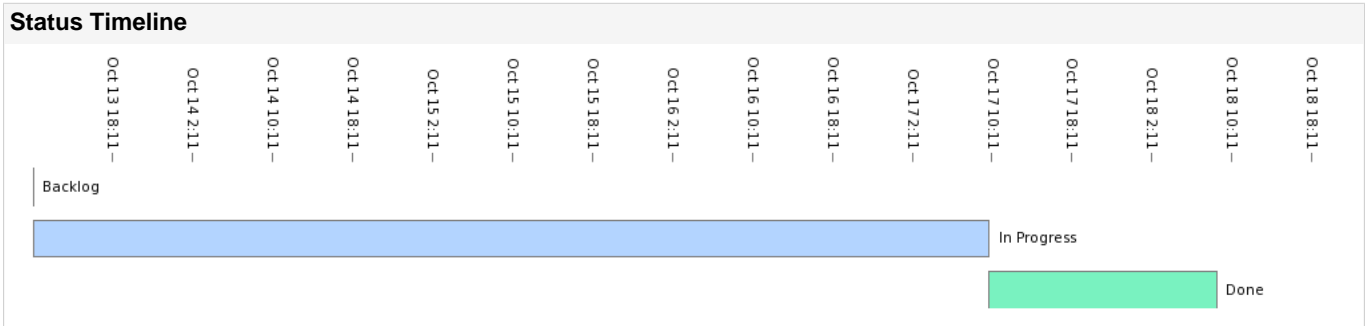 Status Timeline
Oct 13 18:11
Oct 14 2:11
Oct 14 10:11
Oct 14 18:11
Oct 15 2:11
Oct 15 10:11
Oct 15 18:11
Oct 16 2:11
Oct 16 10:11
Oct 16 18:11
Oct 17 2:11
Oct 17 10:11
Oct 17 18:11
Oct 18 2:11
Oct 18 10:11
Oct 18 18:11
Backlog
In Progress
Done